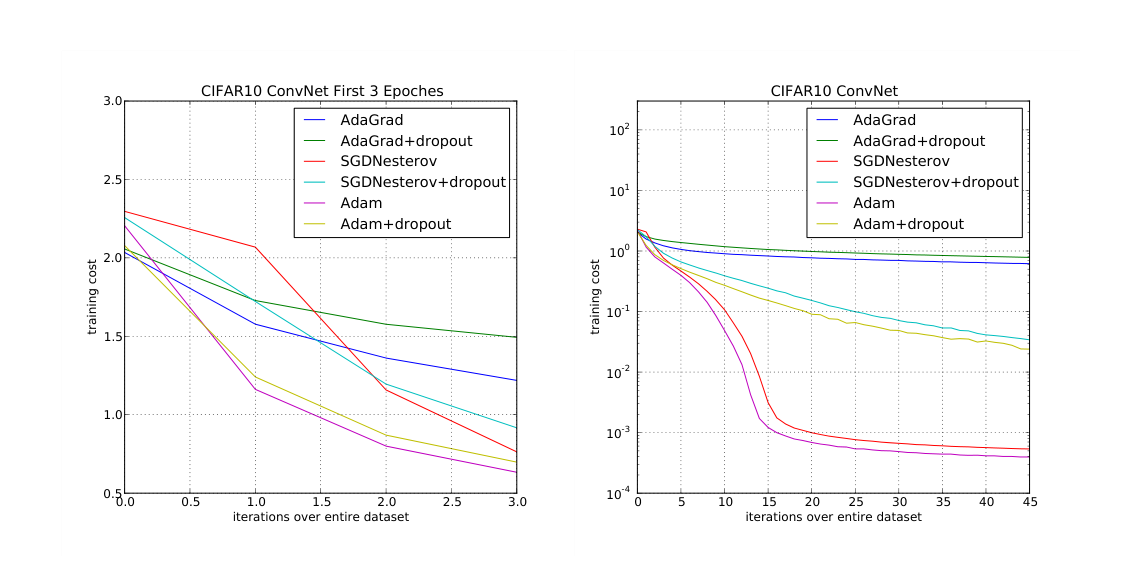 CIFAR10 ConvNet First 3 Epoches
3.0
2.5
2.0
1.5
1.0
0.5
training cost
AdaGrad
AdaGrad+dropout
SGDNesterov
SGDNesterov+dropout
Adam
Adam+dropout
0.0 0.5 1.0 1.5 2.0 2.5 3.0
iterations over entire dataset
CIFAR10 ConvNet
10²
10¹
10⁰
10⁻¹
10⁻²
10⁻³
10⁻⁴
training cost
AdaGrad
AdaGrad+dropout
SGDNesterov
SGDNesterov+dropout
Adam
Adam+dropout
0 5 10 15 20 25 30 35 40 45
iterations over entire dataset